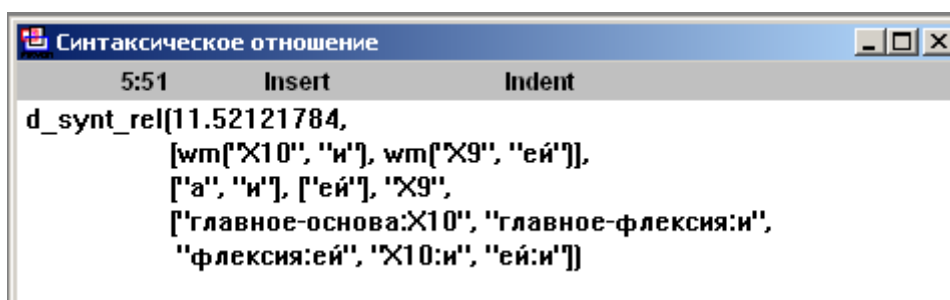 Синтаксическое отношение
5:51 Insert Indent
d_synt_rel(11.52121784,
[wm("X10", "и"), wm("X9", "ей")],
["а", "и"], ["ей"], "X9",
["главное-основа:X10", "главное-флексия:и",
"флексия:ей", "X10:и", "ей:и"])